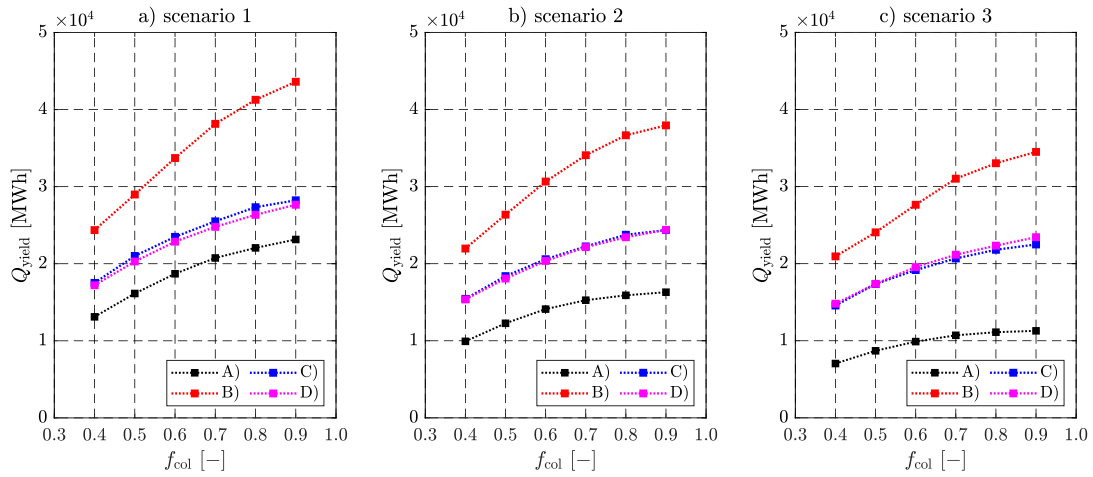 a) scenario 1
×10⁴
5
4
3
2
1
0
Q_yield [MWh]
0.3 0.4 0.5 0.6 0.7 0.8 0.9 1.0
f_col [−]
A) C)
B) D)
b) scenario 2
×10⁴
5
4
3
2
1
0
Q_yield [MWh]
0.3 0.4 0.5 0.6 0.7 0.8 0.9 1.0
f_col [−]
A) C)
B) D)
c) scenario 3
×10⁴
5
4
3
2
1
0
Q_yield [MWh]
0.3 0.4 0.5 0.6 0.7 0.8 0.9 1.0
f_col [−]
A) C)
B) D)